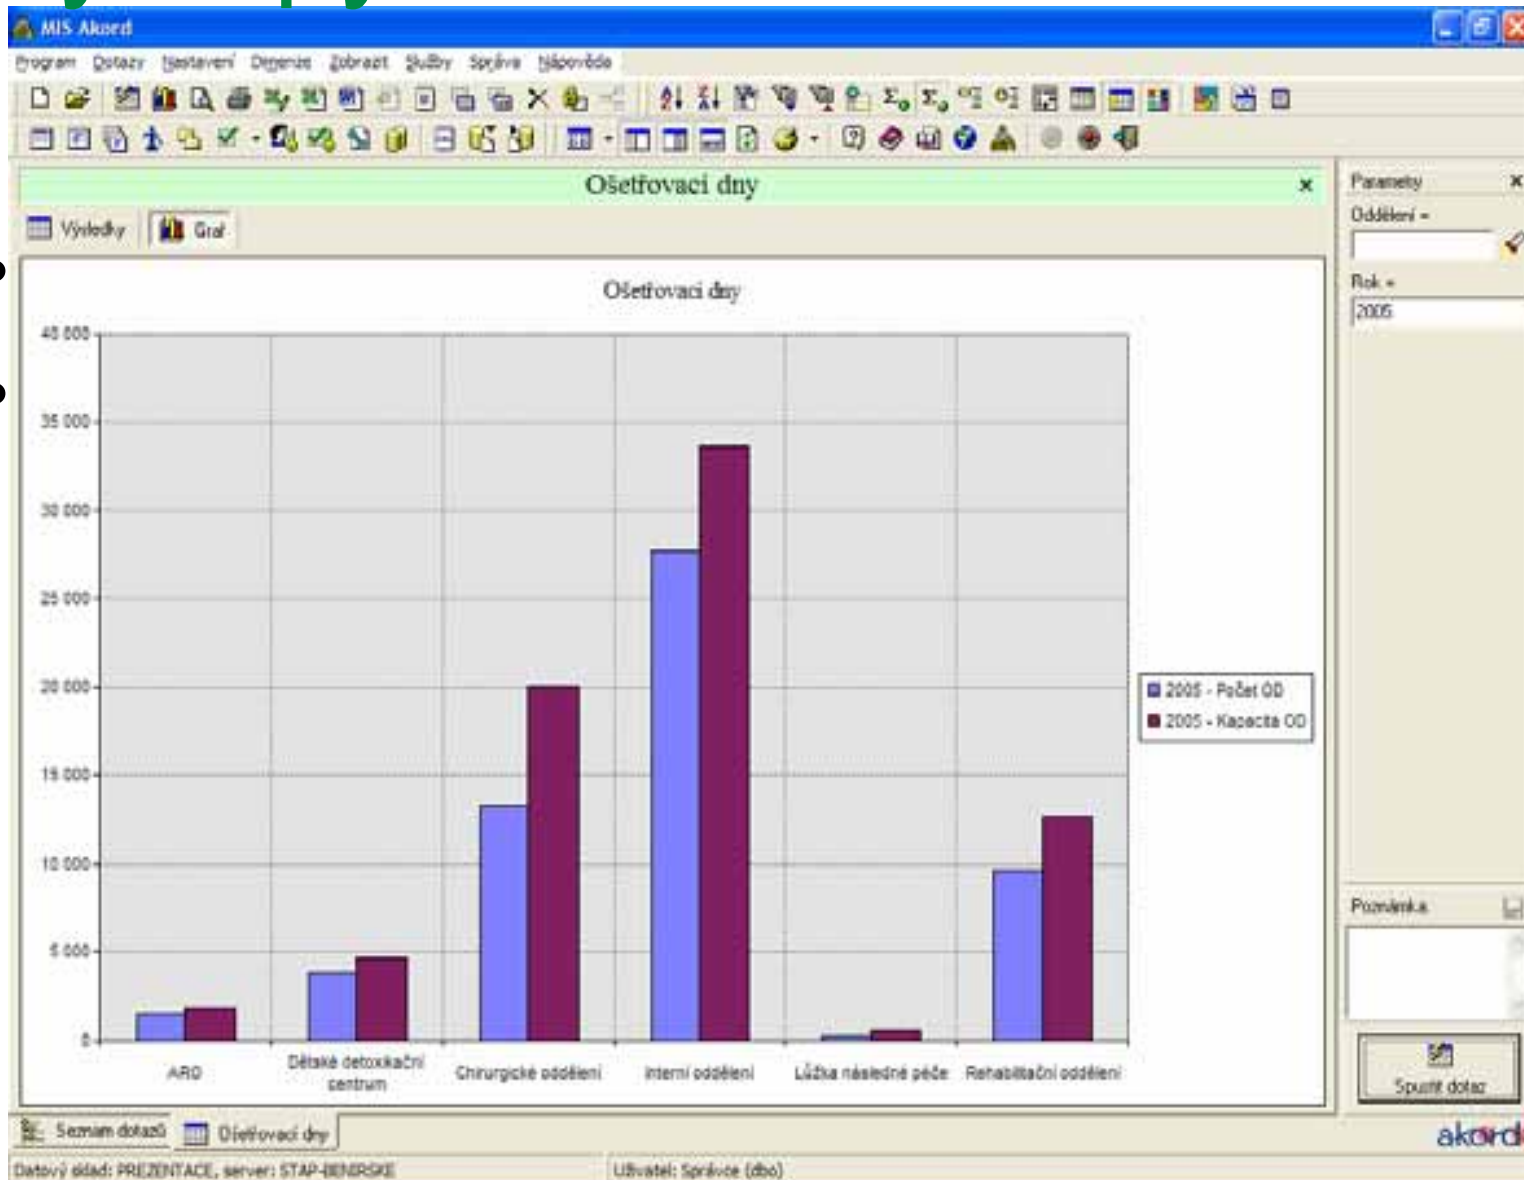 MIS Akord
Program Dotazy Nastavení Dimenze Zobrazit Služby Správa Nápověda
Ošetřovací dny
Výsledky Graf
Ošetřovací dny
40 000
35 000
30 000
25 000
20 000
15 000
10 000
5 000
0
ARO
Dětské detoxikační centrum
Chirurgické oddělení
Interní oddělení
Lůžka následné péče
Rehabilitační oddělení
2005 - Počet OD
2005 - Kapacita OD
Parametry
Oddělení =
Rok =
2005
Poznámka
Spustit dotaz
akord
Seznam dotazů Ošetřovací dny
Datový sklad: PREZENTACE, server: STAP-BENIRSKE Uživatel: Správce (dbo)